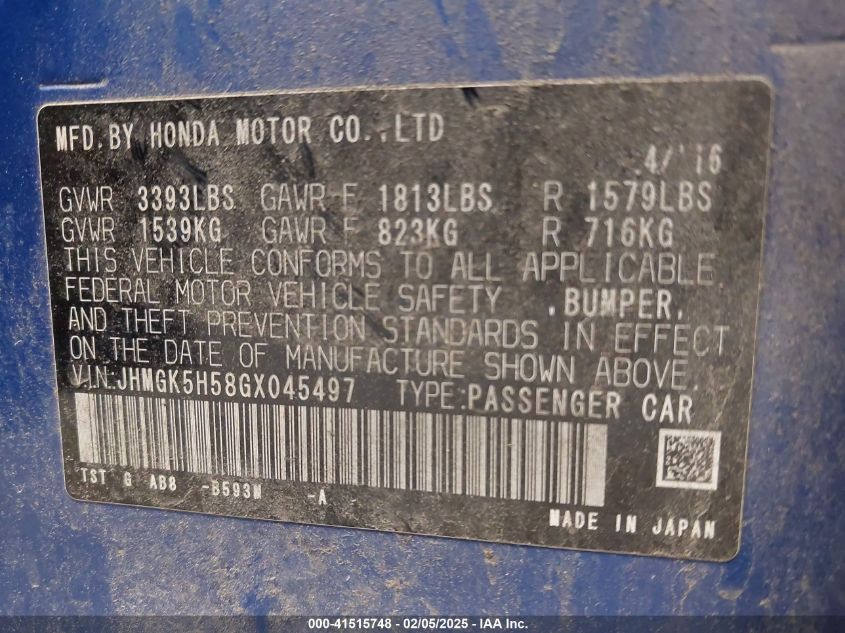 MFD. BY HONDA MOTOR CO., LTD
4/'16
GVWR 3393LBS GAWR F 1813LBS R 1579LBS
GVWR 1539KG GAWR F 823KG R 716KG
THIS VEHICLE CONFORMS TO ALL APPLICABLE
FEDERAL MOTOR VEHICLE SAFETY , BUMPER,
AND THEFT PREVENTION STANDARDS IN EFFECT
ON THE DATE OF MANUFACTURE SHOWN ABOVE.
V.I.N: JHMGK5H58GX045497 TYPE: PASSENGER CAR
TST G AB8 -B593M -A
MADE IN JAPAN
000-41515748 - 02/05/2025 - IAA Inc.